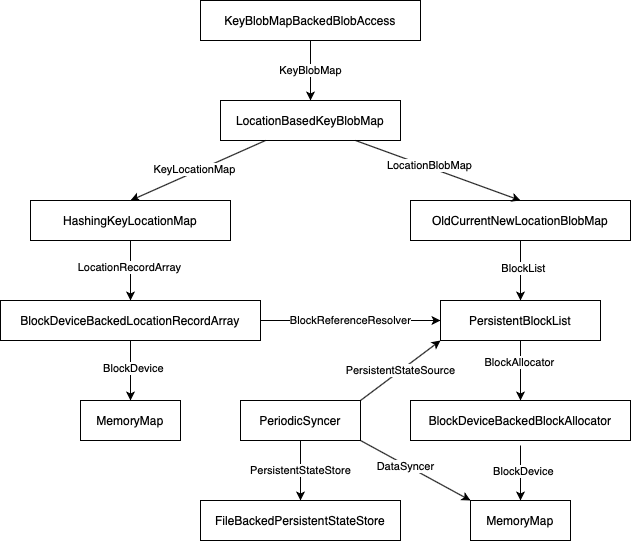 KeyBlobMapBackedBlobAccess
KeyBlobMap
LocationBasedKeyBlobMap
KeyLocationMap
LocationBlobMap
HashingKeyLocationMap
OldCurrentNewLocationBlobMap
LocationRecordArray
BlockList
BlockDeviceBackedLocationRecordArray
BlockReferenceResolver
PersistentBlockList
BlockDevice
PersistentStateSource
BlockAllocator
MemoryMap
PeriodicSyncer
BlockDeviceBackedBlockAllocator
PersistentStateStore
DataSyncer
BlockDevice
FileBackedPersistentStateStore
MemoryMap